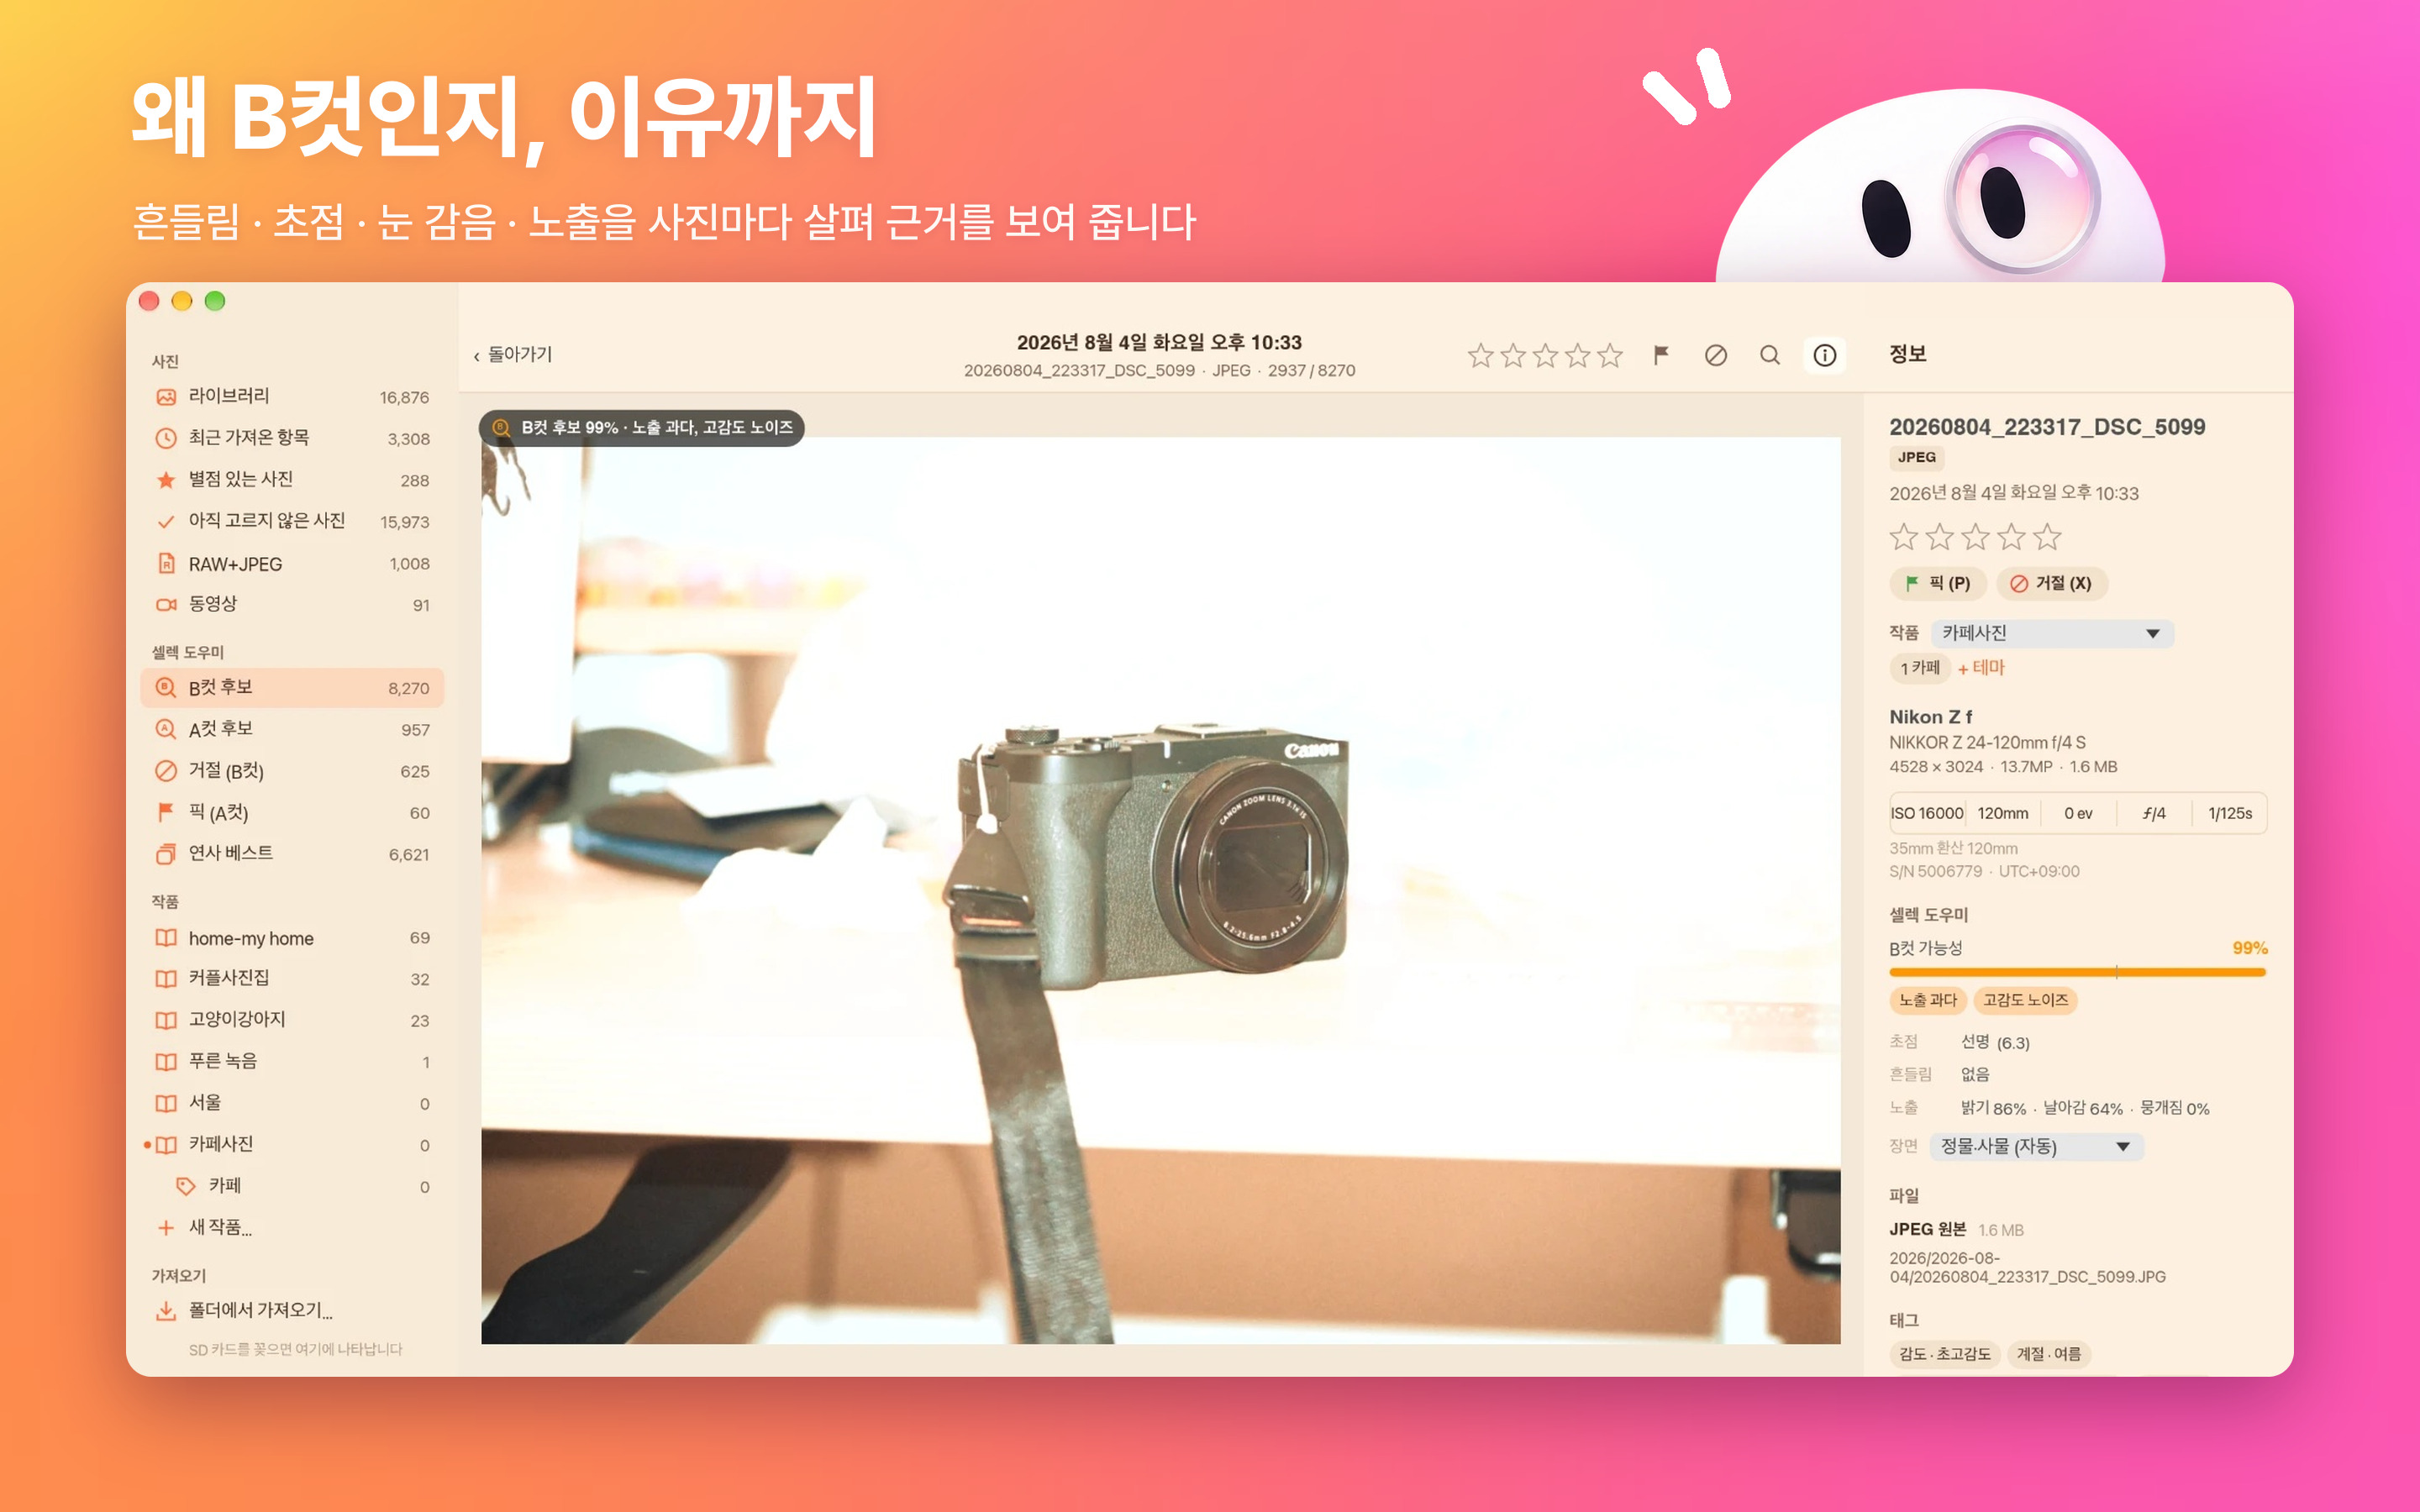 왜 B컷인지, 이유까지
흔들림 · 초점 · 눈 감음 · 노출을 사진마다 살펴 근거를 보여 줍니다
사진
라이브러리 16,876
최근 가져온 항목 3,308
별점 있는 사진 288
아직 고르지 않은 사진 15,973
RAW+JPEG 1,008
동영상 91
셀렉 도우미
B컷 후보 8,270
A컷 후보 957
거절 (B컷) 625
픽 (A컷) 60
연사 베스트 6,621
작품
home-my home 69
커플사진집 32
고양이강아지 23
푸른 녹음 1
서울 0
카페사진 0
카페 0
새 작품...
가져오기
폴더에서 가져오기...
SD 카드를 꽂으면 여기에 나타납니다
‹ 돌아가기
2026년 8월 4일 화요일 오후 10:33
20260804_223317_DSC_5099 · JPEG · 2937 / 8270
B컷 후보 99% · 노출 과다, 고감도 노이즈
Canon
CANON ZOOM LENS 3.1x IS
8.2-25.6mm f2.8-4.5
정보
20260804_223317_DSC_5099
JPEG
2026년 8월 4일 화요일 오후 10:33
픽 (P) 거절 (X)
작품 카페사진
1 카페 + 테마
Nikon Z f
NIKKOR Z 24-120mm f/4 S
4528 × 3024 · 13.7MP · 1.6 MB
ISO 16000 120mm 0 ev ƒ/4 1/125s
35mm 환산 120mm
S/N 5006779 · UTC+09:00
셀렉 도우미
B컷 가능성 99%
노출 과다 고감도 노이즈
초점 선명 (6.3)
흔들림 없음
노출 밝기 86% · 날아감 64% · 뭉개짐 0%
장면 정물·사물 (자동)
파일
JPEG 원본 1.6 MB
2026/2026-08-
04/20260804_223317_DSC_5099.JPG
태그
감도 · 초고감도 계절 · 여름